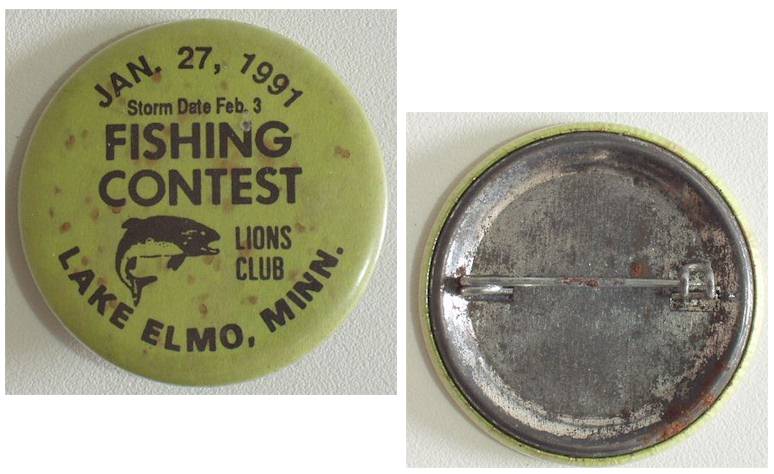 JAN. 27, 1991
Storm Date Feb. 3
FISHING
CONTEST
LIONS
CLUB
LAKE ELMO, MINN.